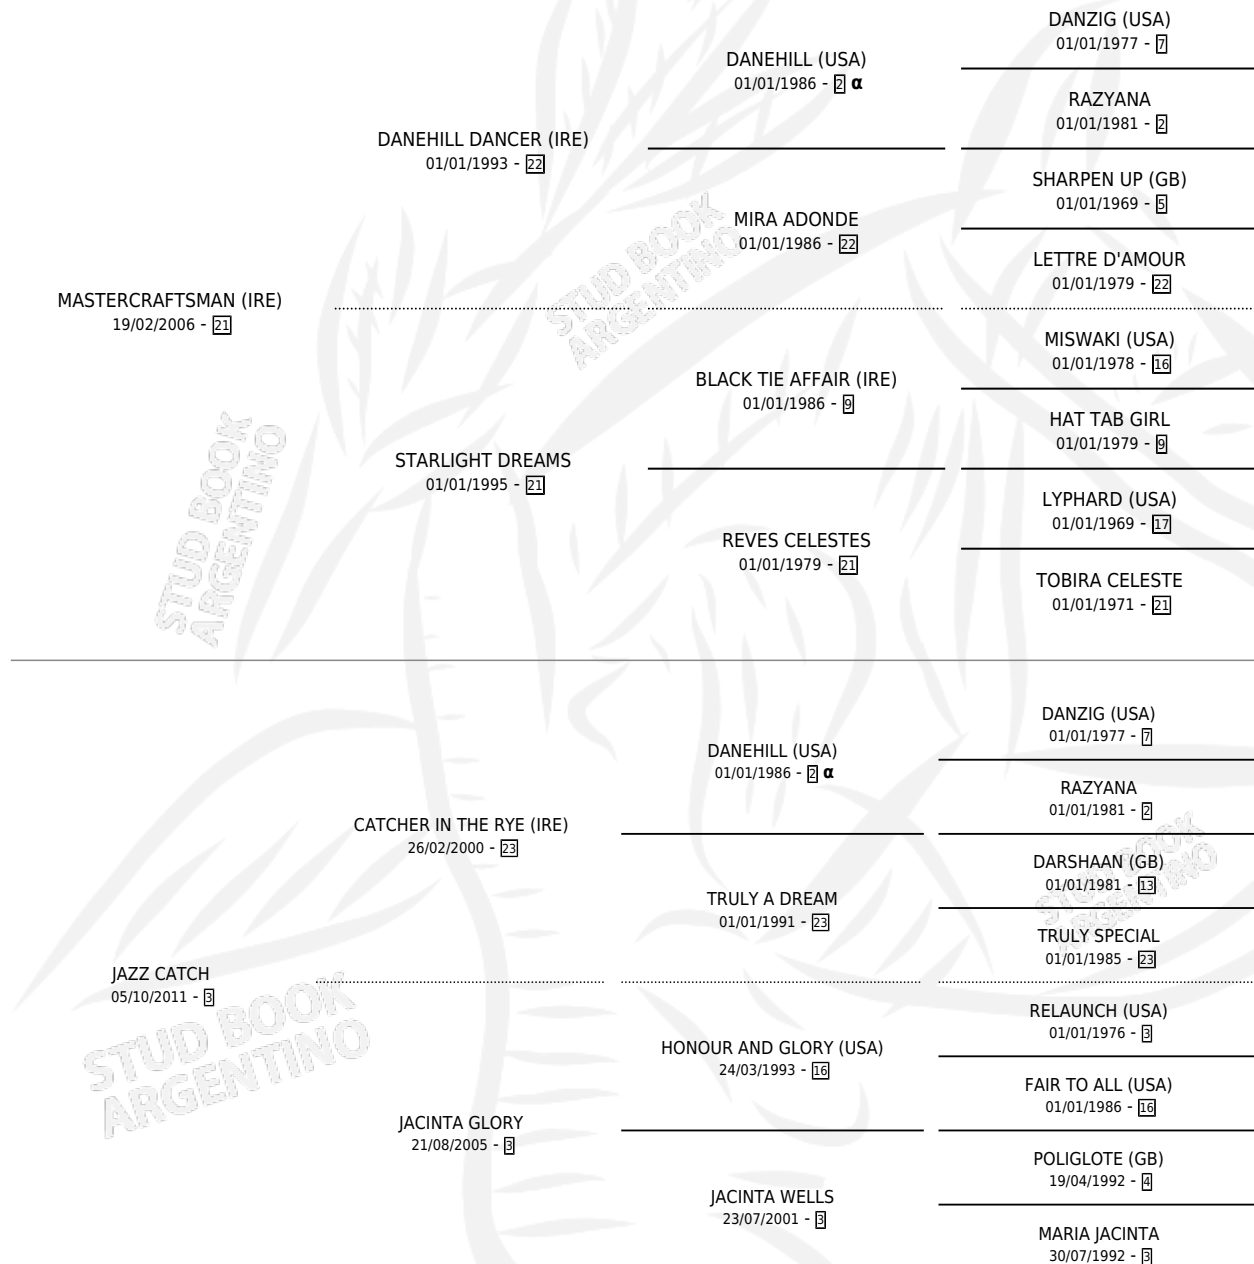 DANZIG (USA)
01/01/1977 - 7
DANEHILL (USA)
01/01/1986 - 2 α
RAZYANA
01/01/1981 - 2
DANEHILL DANCER (IRE)
01/01/1993 - 22
SHARPEN UP (GB)
01/01/1969 - 5
MIRA ADONDE
01/01/1986 - 22
LETTRE D'AMOUR
01/01/1979 - 22
STUD BOOK
ARGENTINO
MASTERCRAFTSMAN (IRE)
19/02/2006 - 21
MISWAKI (USA)
01/01/1978 - 16
BLACK TIE AFFAIR (IRE)
01/01/1986 - 9
HAT TAB GIRL
01/01/1979 - 9
STARLIGHT DREAMS
01/01/1995 - 21
LYPHARD (USA)
01/01/1969 - 17
REVES CELESTES
01/01/1979 - 21
TOBIRA CELESTE
01/01/1971 - 21
STUD BOOK
ARGENTINO
DANZIG (USA)
01/01/1977 - 7
DANEHILL (USA)
01/01/1986 - 2 α
RAZYANA
01/01/1981 - 2
CATCHER IN THE RYE (IRE)
26/02/2000 - 23
DARSHAAN (GB)
01/01/1981 - 13
TRULY A DREAM
01/01/1991 - 23
TRULY SPECIAL
01/01/1985 - 23
STUD BOOK
ARGENTINO
JAZZ CATCH
05/10/2011 - 3
RELAUNCH (USA)
01/01/1976 - 3
HONOUR AND GLORY (USA)
24/03/1993 - 16
FAIR TO ALL (USA)
01/01/1986 - 16
STUD BOOK
ARGENTINO
JACINTA GLORY
21/08/2005 - 3
POLIGLOTE (GB)
19/04/1992 - 4
JACINTA WELLS
23/07/2001 - 3
MARIA JACINTA
30/07/1992 - 3